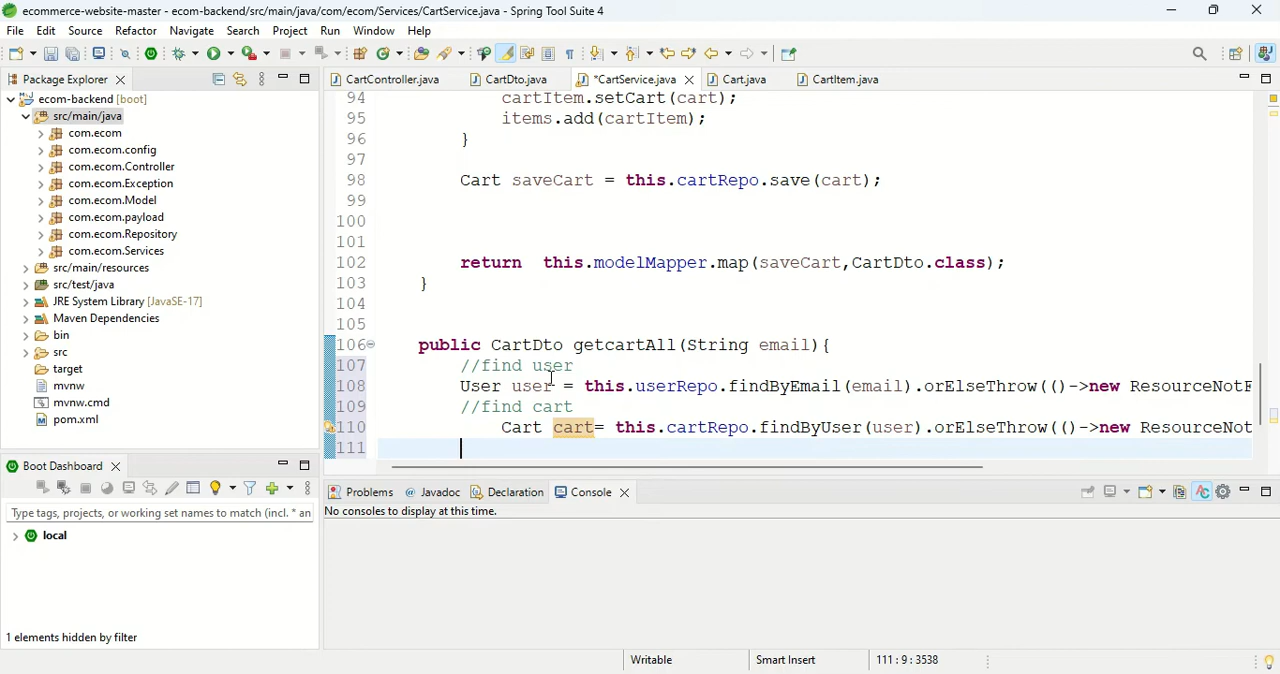 ecommerce-website-master - ecom-backend/src/main/java/com/ecom/Services/CartService.java - Spring Tool Suite 4
File Edit Source Refactor Navigate Search Project Run Window Help
Package Explorer
CartController.java CartDto.java *CartService.java Cart.java CartItem.java
ecom-backend [boot]
src/main/java
com.ecom
com.ecom.config
com.ecom.Controller
com.ecom.Exception
com.ecom.Model
com.ecom.payload
com.ecom.Repository
com.ecom.Services
src/main/resources
src/test/java
JRE System Library [JavaSE-17]
Maven Dependencies
bin
src
target
mvnw
mvnw.cmd
pom.xml
94 cartItem.setCart(cart);
95 items.add(cartItem);
96 }
97
98 Cart saveCart = this.cartRepo.save(cart);
99
100
101
102 return this.modelMapper.map(saveCart,CartDto.class);
103 }
104
105
106 public CartDto getcartAll(String email){
107 //find user
108 User user = this.userRepo.findByEmail(email).orElseThrow(()->new ResourceNotF
109 //find cart
110 Cart cart= this.cartRepo.findByUser(user).orElseThrow(()->new ResourceNot
111
Boot Dashboard
Type tags, projects, or working set names to match (incl. * an
local
1 elements hidden by filter
Problems @ Javadoc Declaration Console
No consoles to display at this time.
Writable Smart Insert 111 : 9 : 3538